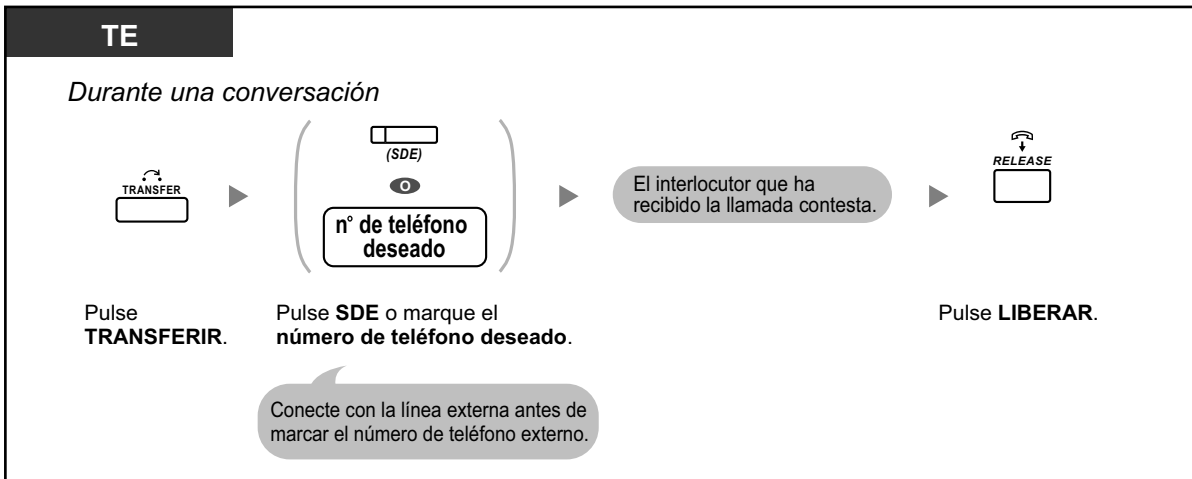 TE
Durante una conversación
TRANSFER
(SDE)
O
n° de teléfono
deseado
El interlocutor que ha
recibido la llamada contesta.
RELEASE
Pulse
TRANSFERIR.
Pulse SDE o marque el
número de teléfono deseado.
Pulse LIBERAR.
Conecte con la línea externa antes de
marcar el número de teléfono externo.